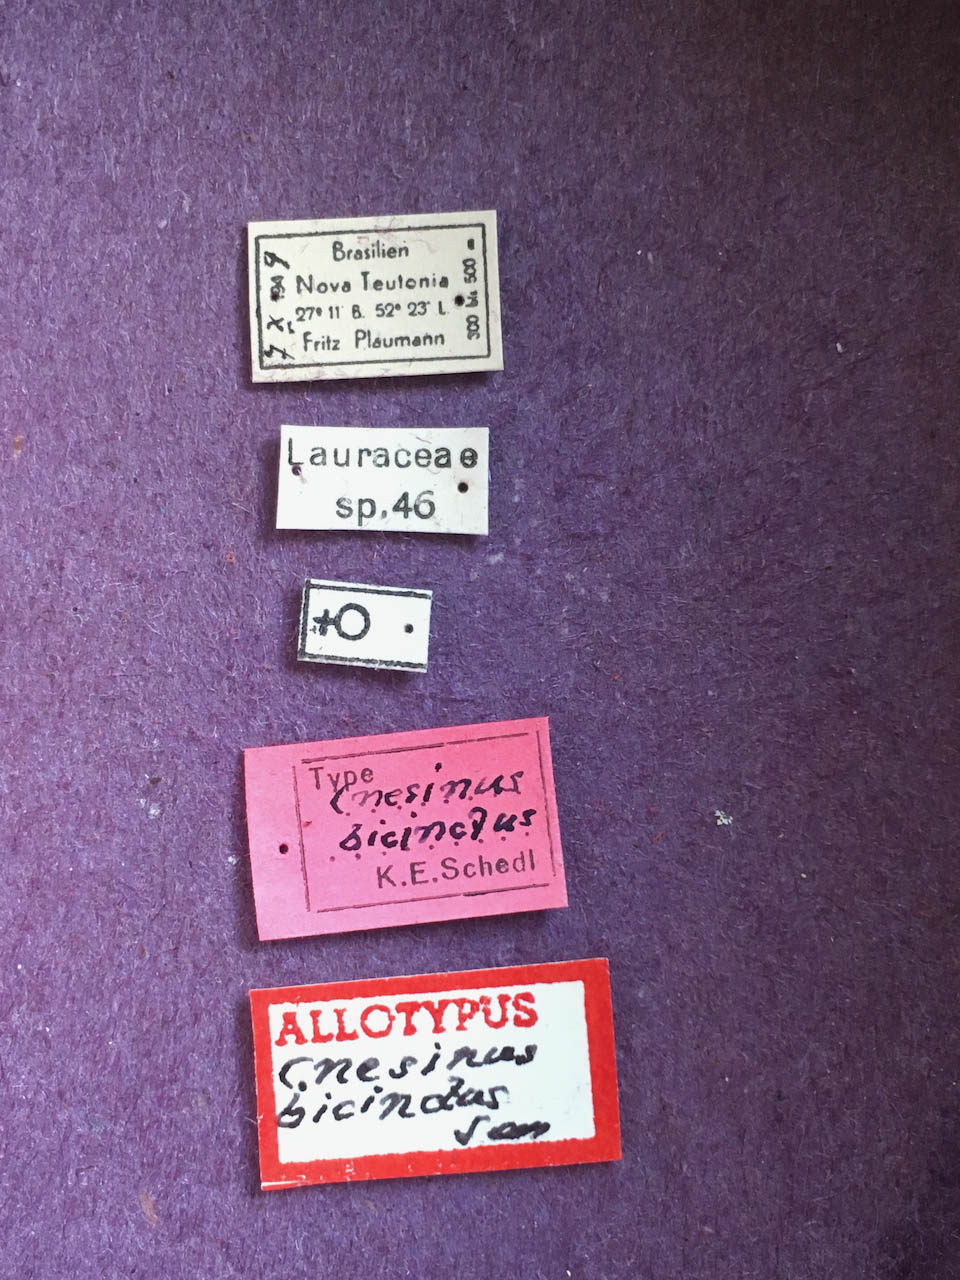 Brasilien
Nova Teutonia
27° 11' B. 52° 23' L.
Fritz Plaumann
300 bis 500 m
X 1949
Lauraceae
sp.46
♀
Type
Cnesinus
bicinctus
K.E.Schedl
ALLOTYPUS
Cnesinus
bicinctus